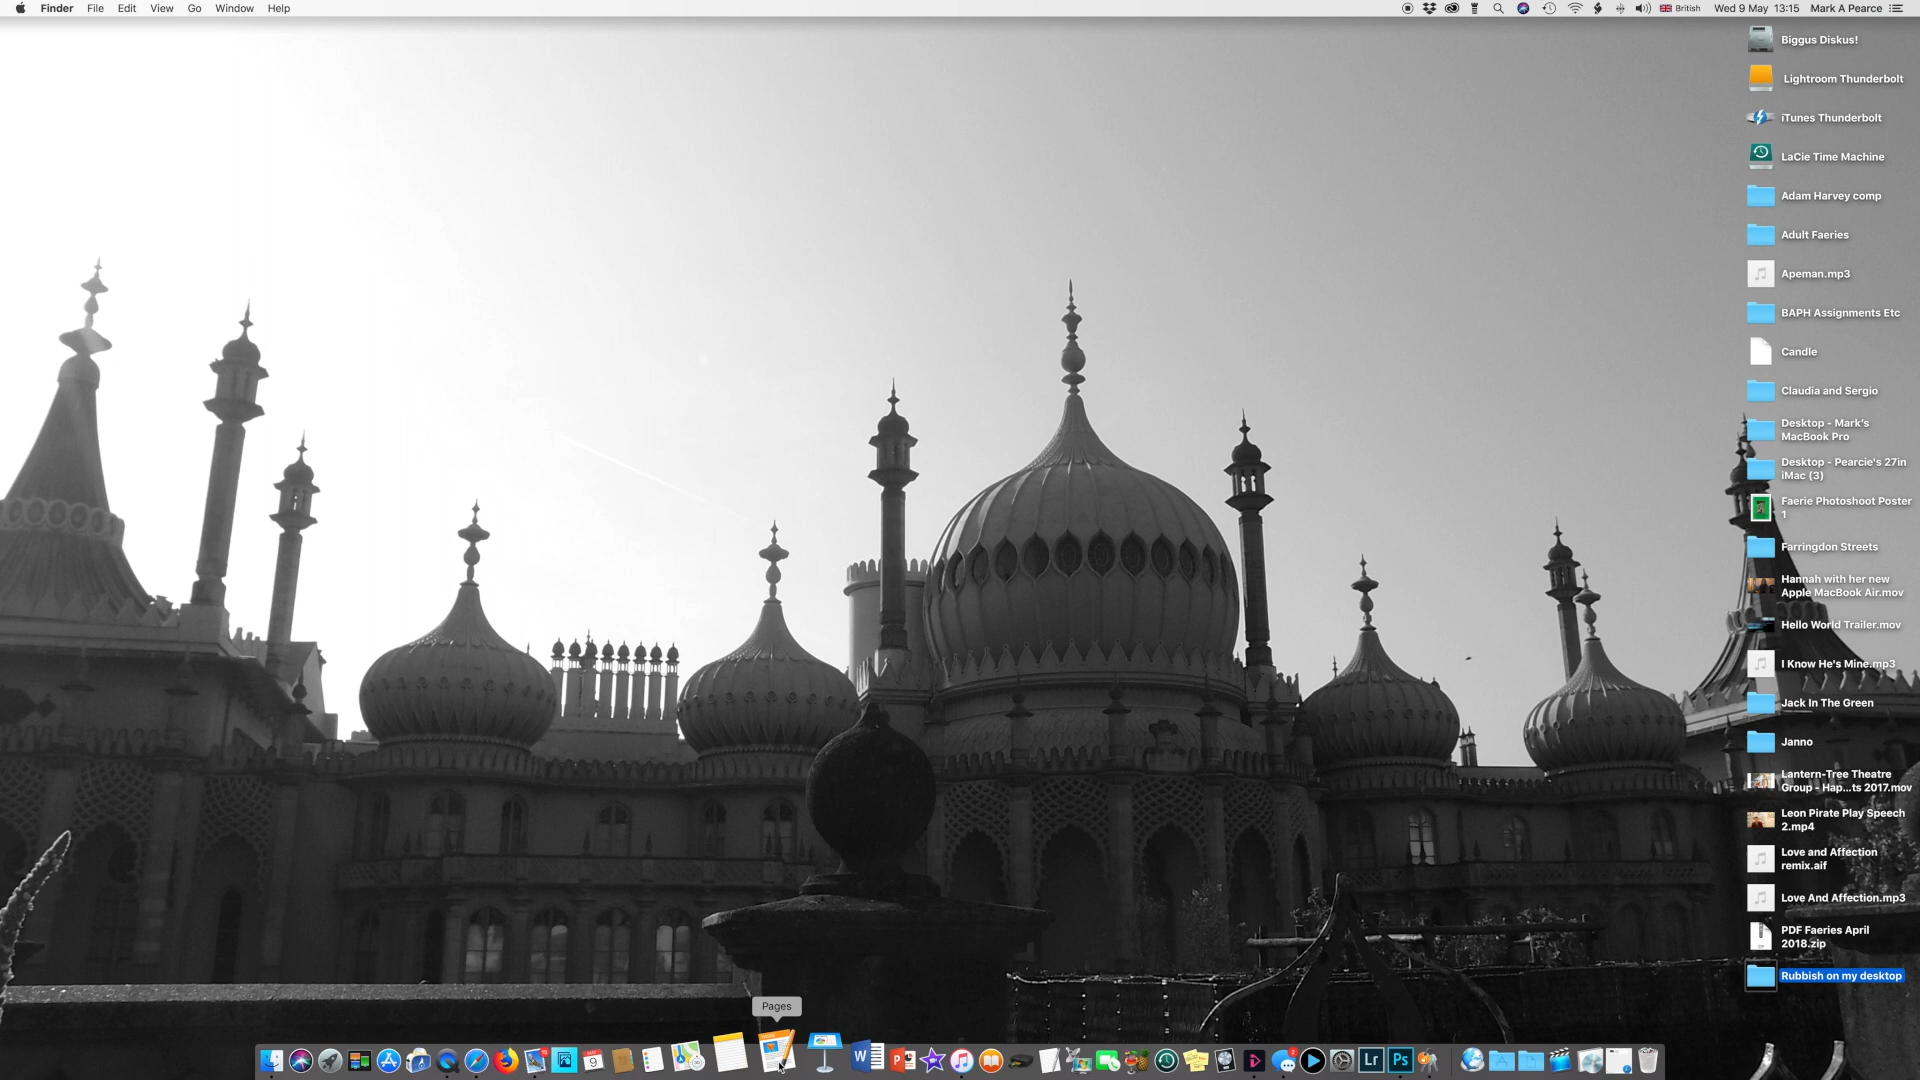 Finder File Edit View Go Window Help
British Wed 9 May 13:15 Mark A Pearce
Biggus Diskus!
Lightroom Thunderbolt
iTunes Thunderbolt
LaCie Time Machine
Adam Harvey comp
Adult Faeries
Apeman.mp3
BAPH Assignments Etc
Candle
Claudia and Sergio
Desktop - Mark's
MacBook Pro
Desktop - Pearcie's 27in
iMac (3)
Faerie Photoshoot Poster
1
Farringdon Streets
Hannah with her new
Apple MacBook Air.mov
Hello World Trailer.mov
I Know He's Mine.mp3
Jack In The Green
Janno
Lantern-Tree Theatre
Group - Hap...ts 2017.mov
Leon Pirate Play Speech
2.mp4
Love and Affection
remix.aif
Love And Affection.mp3
PDF Faeries April
2018.zip
Rubbish on my desktop
Pages
9
W
P
Lr
Ps